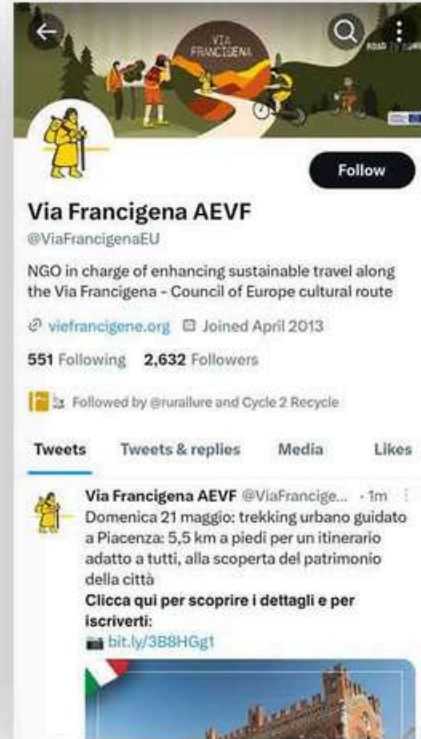 VIA
FRANCIGENA
ROAD TO ROME
Follow
Via Francigena AEVF
@ViaFrancigenaEU
NGO in charge of enhancing sustainable travel along
the Via Francigena - Council of Europe cultural route
viefrancigene.org Joined April 2013
551 Following 2,632 Followers
Followed by @rurallure and Cycle 2 Recycle
Tweets Tweets & replies Media Likes
Via Francigena AEVF @ViaFrancige... · 1m
Domenica 21 maggio: trekking urbano guidato
a Piacenza: 5,5 km a piedi per un itinerario
adatto a tutti, alla scoperta del patrimonio
della città
Clicca qui per scoprire i dettagli e per
iscriverti:
bit.ly/3B8HGg1